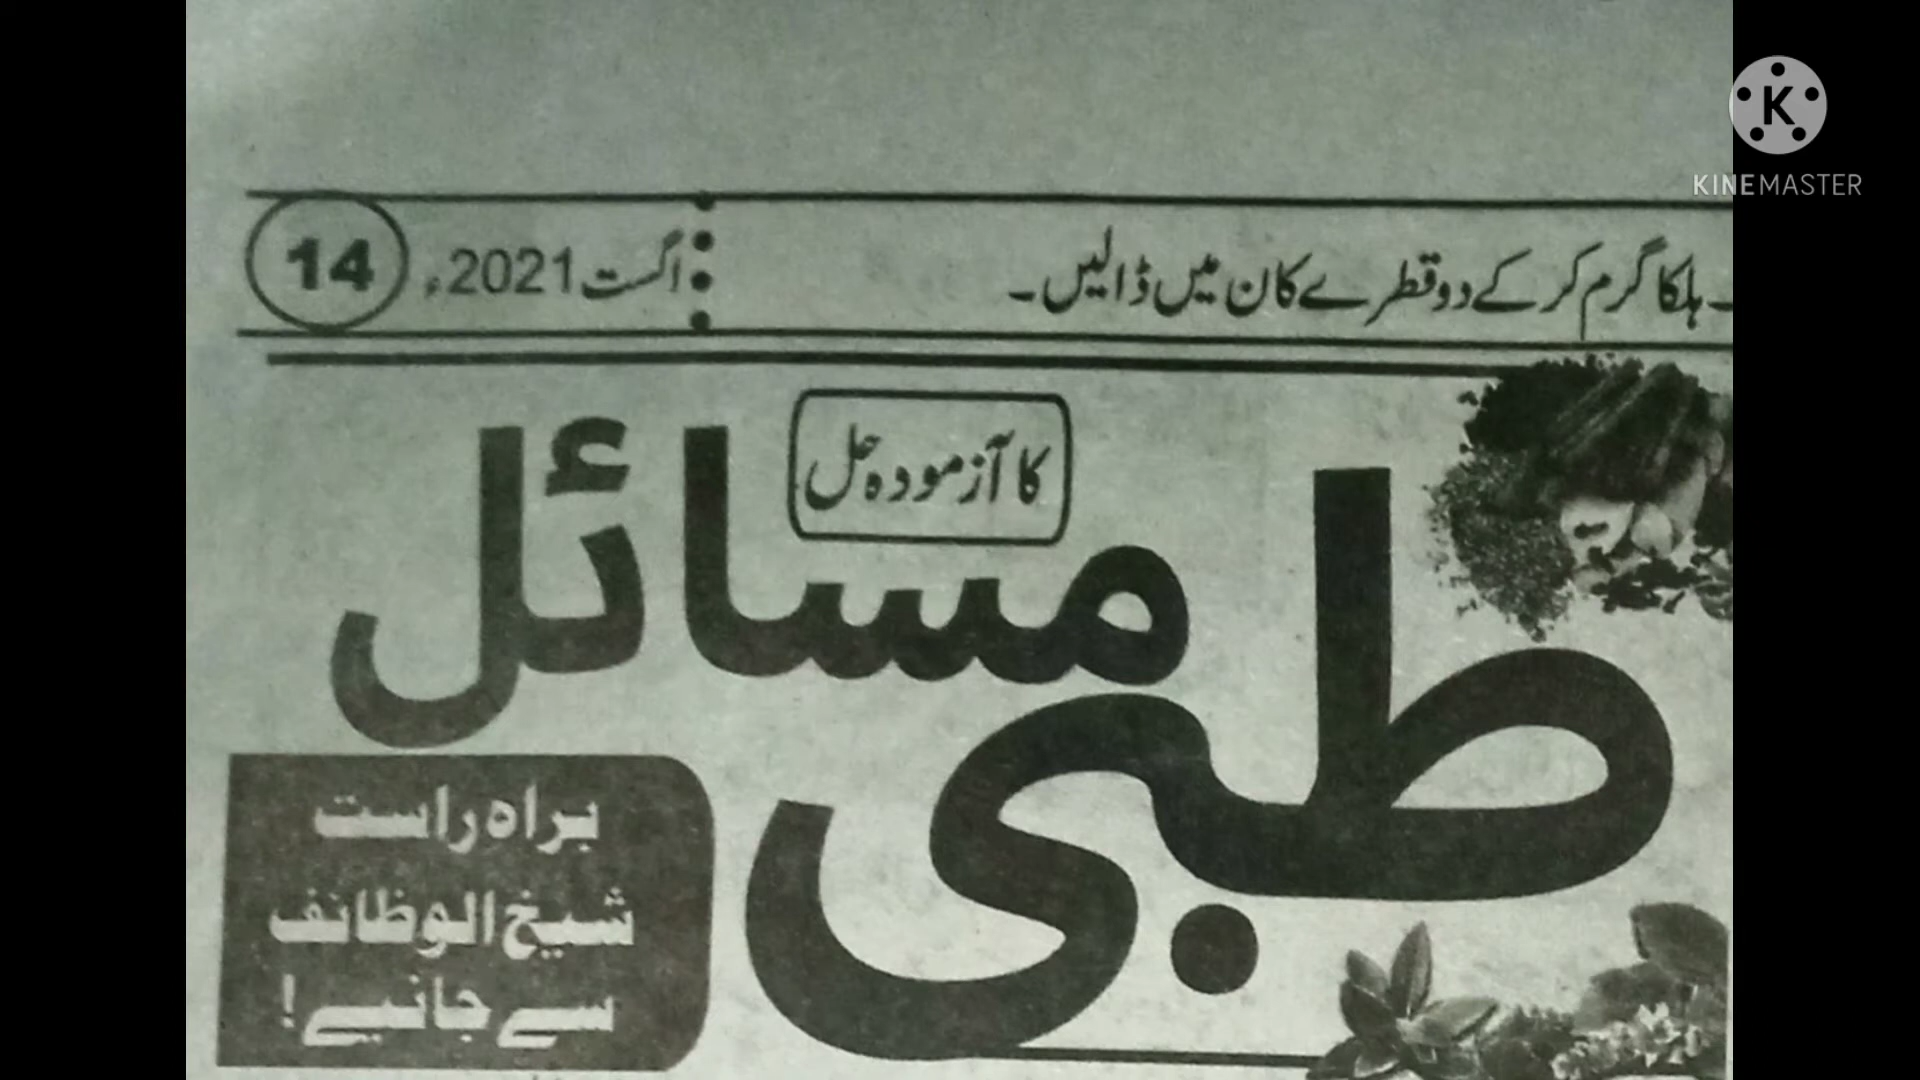 ۔ ہلکا گرم کر کے دو قطرے کان میں ڈالیں۔
اگست 2021ء
14
طبی مسائل
کا آزمودہ حل
براہ راست
شیخ الوظائف
سے جانیے!
KINEMASTER